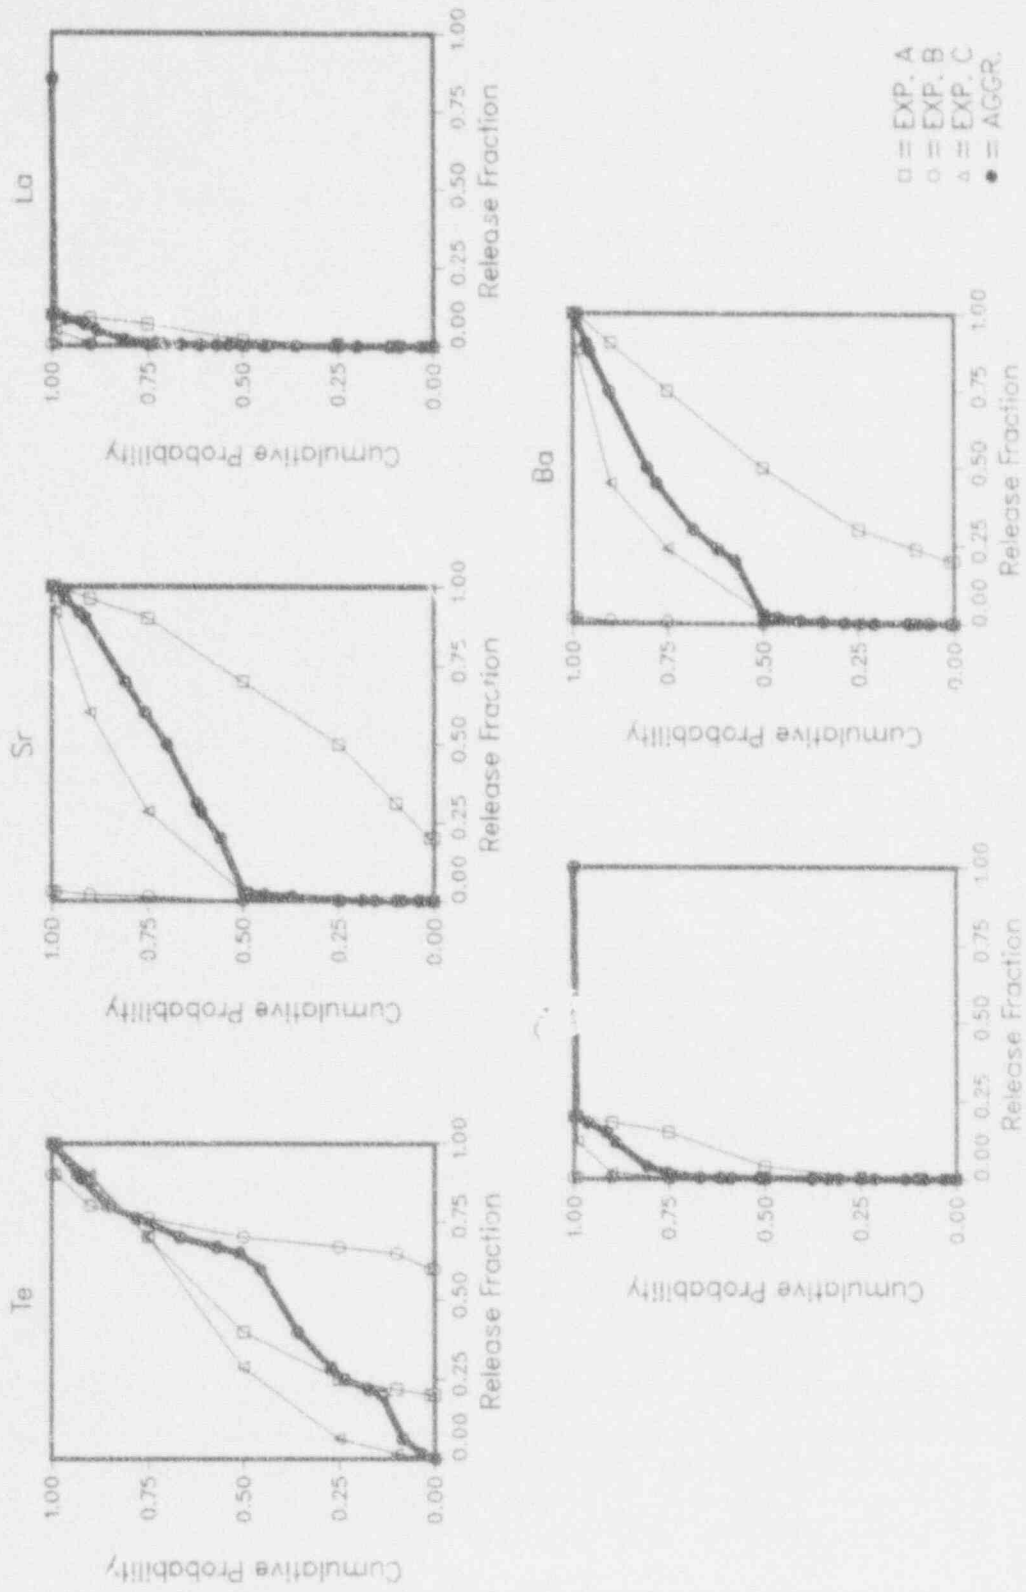 Te
Cumulative Probability
1.00
0.75
0.50
0.25
0.00
0.00 0.25 0.50 0.75 1.00
Release Fraction
Sr
Cumulative Probability
1.00
0.75
0.50
0.25
0.00
0.00 0.25 0.50 0.75 1.00
Release Fraction
La
Cumulative Probability
1.00
0.75
0.50
0.25
0.00
0.00 0.25 0.50 0.75 1.00
Release Fraction
Cumulative Probability
1.00
0.75
0.50
0.25
0.00
0.00 0.25 0.50 0.75 1.00
Release Fraction
Ba
Cumulative Probability
1.00
0.75
0.50
0.25
0.00
0.00 0.25 0.50 0.75 1.00
Release Fraction
□ = EXP. A
○ = EXP. B
△ = EXP. C
● = AGGR.